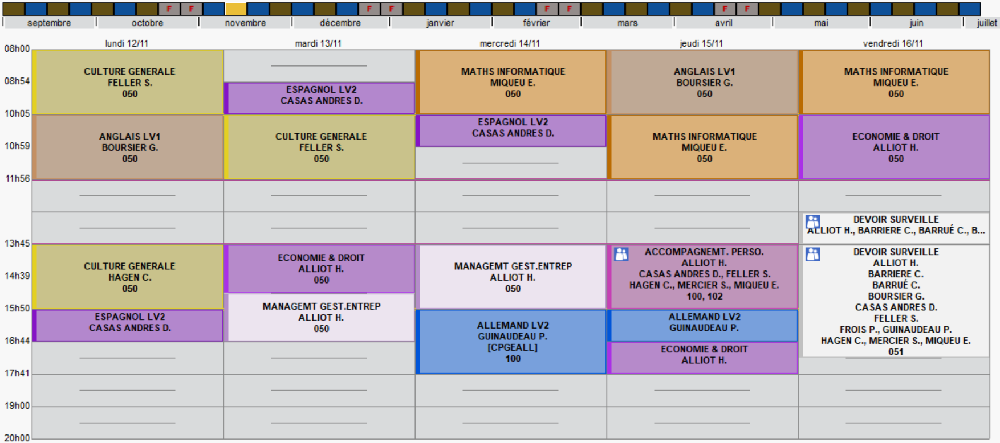 F F F F F F F F
septembre octobre novembre décembre janvier février mars avril mai juin juillet
lundi 12/11 mardi 13/11 mercredi 14/11 jeudi 15/11 vendredi 16/11
08h00
08h54
10h05
10h59
11h56
13h45
14h39
15h50
16h44
17h41
19h00
20h00
CULTURE GENERALE
FELLER S.
050
ANGLAIS LV1
BOURSIER G.
050
CULTURE GENERALE
HAGEN C.
050
ESPAGNOL LV2
CASAS ANDRES D.
ESPAGNOL LV2
CASAS ANDRES D.
CULTURE GENERALE
FELLER S.
050
ECONOMIE & DROIT
ALLIOT H.
050
MANAGEMT GEST.ENTREP
ALLIOT H.
050
MATHS INFORMATIQUE
MIQUEU E.
050
ESPAGNOL LV2
CASAS ANDRES D.
MANAGEMT GEST.ENTREP
ALLIOT H.
050
ALLEMAND LV2
GUINAUDEAU P.
[CPGEALL]
100
ANGLAIS LV1
BOURSIER G.
050
MATHS INFORMATIQUE
MIQUEU E.
050
ACCOMPAGNEMT. PERSO.
ALLIOT H.
CASAS ANDRES D., FELLER S.
HAGEN C., MERCIER S., MIQUEU E.
100, 102
ALLEMAND LV2
GUINAUDEAU P.
ECONOMIE & DROIT
ALLIOT H.
MATHS INFORMATIQUE
MIQUEU E.
050
ECONOMIE & DROIT
ALLIOT H.
050
DEVOIR SURVEILLE
ALLIOT H., BARRIERE C., BARRUÉ C., B...
DEVOIR SURVEILLE
ALLIOT H.
BARRIERE C.
BARRUÉ C.
BOURSIER G.
CASAS ANDRES D.
FELLER S.
FROIS P., GUINAUDEAU P.
HAGEN C., MERCIER S., MIQUEU E.
051